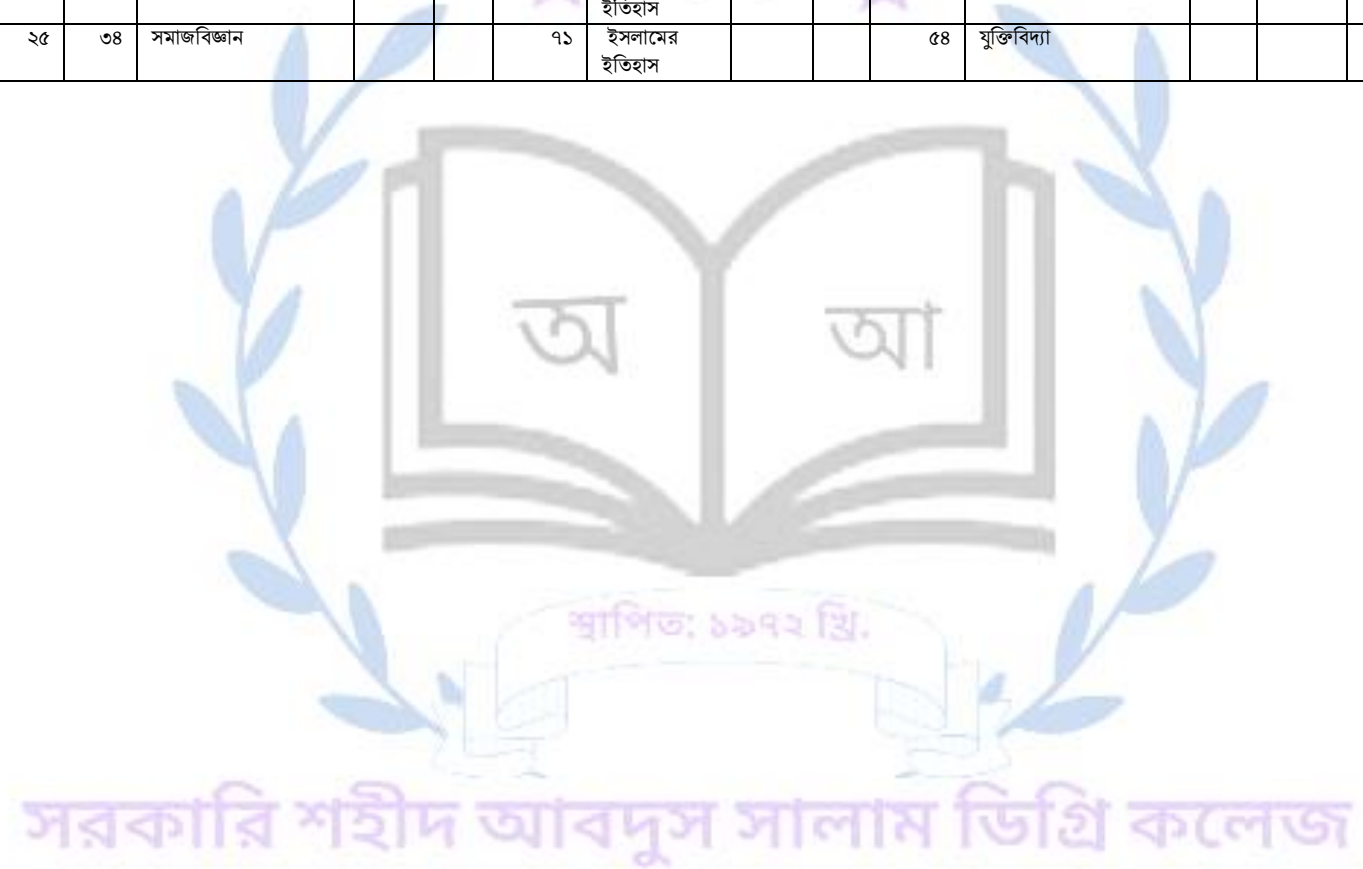 ইতিহাস
২৫ ৩৪ সমাজবিজ্ঞান ৭১ ইসলামের ৫৪ যুক্তিবিদ্যা
ইতিহাস
অ আ
স্থাপিত: ১৯৭২ খ্রি.
সরকারি শহীদ আবদুস সালাম ডিগ্রি কলেজ